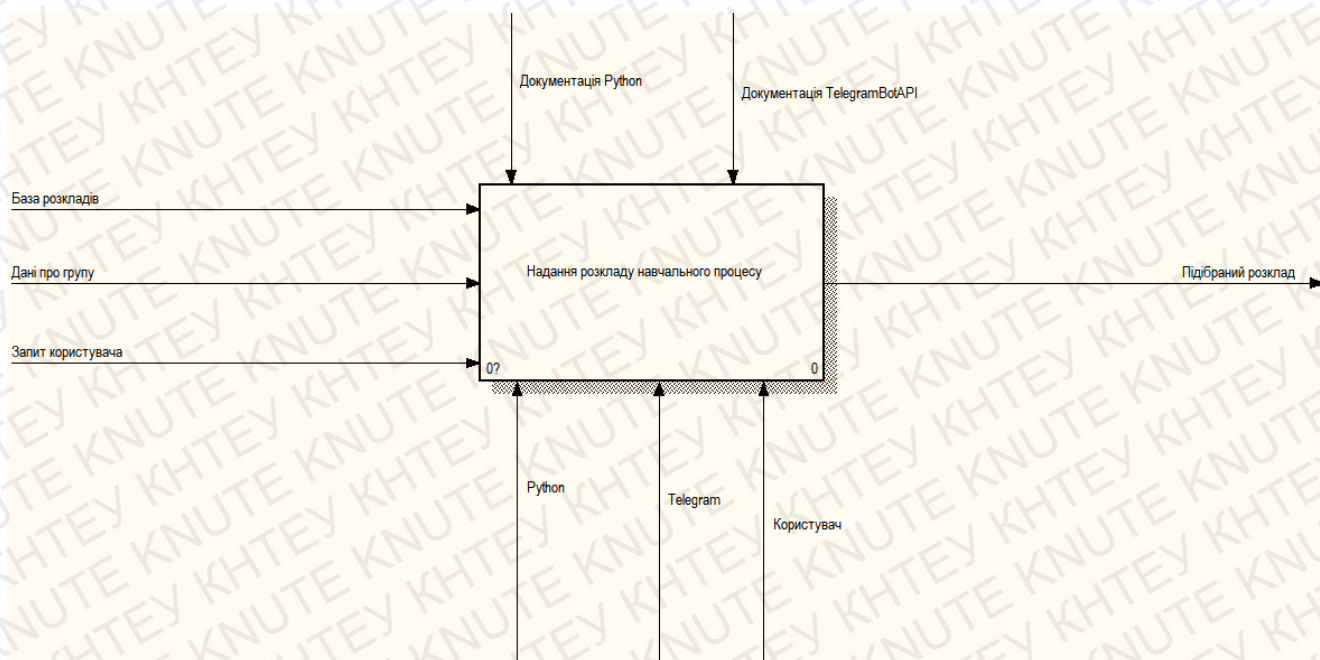 Документація Python
Документація TelegramBotAPI
База розкладів
Дані про групу
Надання розкладу навчального процесу
Підібраний розклад
Запит користувача
0?
0
Python
Telegram
Користувач